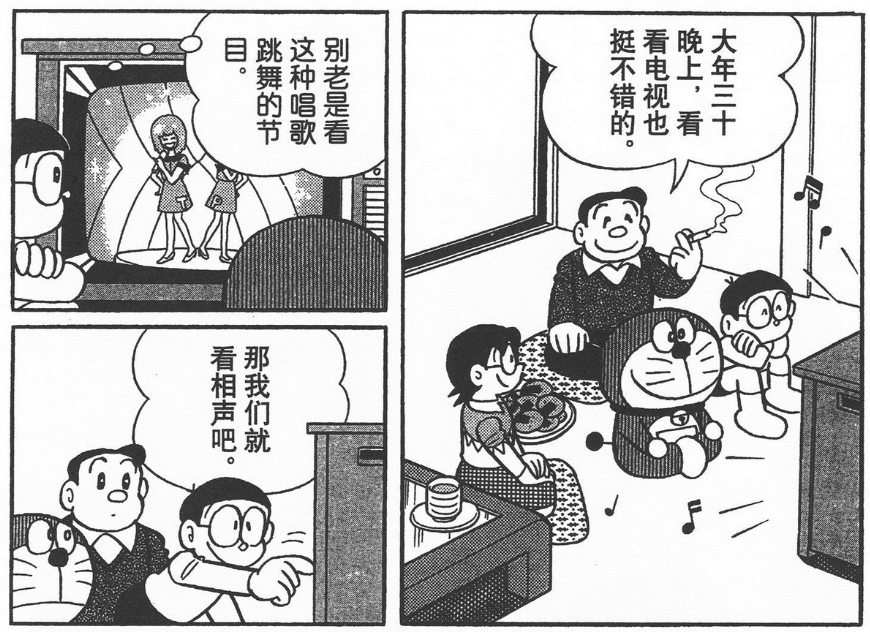 大年三十
晚上，看
看电视也
挺不错的。
别老是看
这种唱歌
跳舞的节
目。
那我们就
看相声吧。